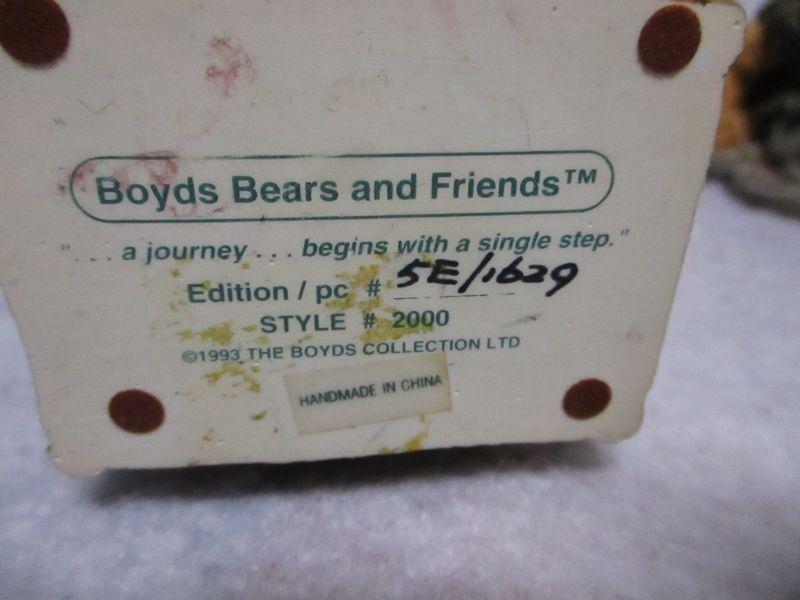 Boyds Bears and Friends™
". . . a journey . . . begins with a single step."
Edition / pc # 5E/1629
STYLE # 2000
©1993 THE BOYDS COLLECTION LTD
HANDMADE IN CHINA